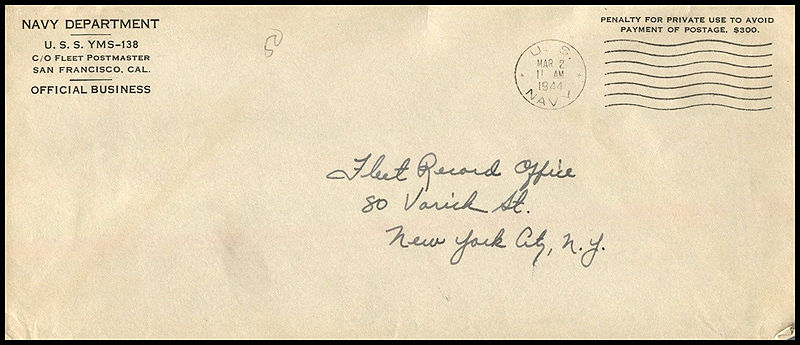 NAVY DEPARTMENT
U. S. S. YMS-138
C/O FLEET POSTMASTER
SAN FRANCISCO, CAL.
OFFICIAL BUSINESS
PENALTY FOR PRIVATE USE TO AVOID
PAYMENT OF POSTAGE, $300.
U. S.
MAR 2
11 AM
1944
NAVY
Fleet Record Office
80 Varick St.
New York City, N.Y.